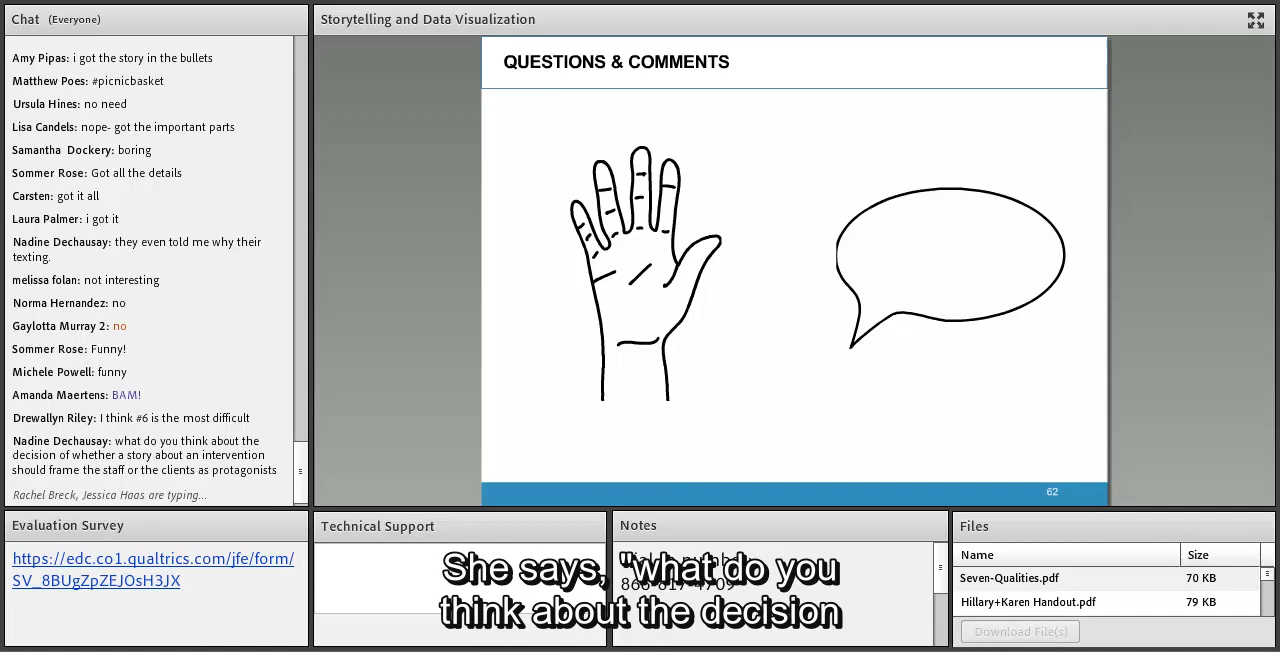 Chat (Everyone)
Amy Pipas: i got the story in the bullets
Matthew Poes: #picnicbasket
Ursula Hines: no need
Lisa Candels: nope- got the important parts
Samantha Dockery: boring
Sommer Rose: Got all the details
Carsten: got it all
Laura Palmer: i got it
Nadine Dechausay: they even told me why their
texting.
melissa folan: not interesting
Norma Hernandez: no
Gaylotta Murray 2: no
Sommer Rose: Funny!
Michele Powell: funny
Amanda Maertens: BAM!
Drewallyn Riley: I think #6 is the most difficult
Nadine Dechausay: what do you think about the
decision of whether a story about an intervention
should frame the staff or the clients as protagonists
Rachel Breck, Jessica Haas are typing...
Storytelling and Data Visualization
QUESTIONS & COMMENTS
62
Evaluation Survey
https://edc.co1.qualtrics.com/jfe/form/
SV_8BUgZpZEJOsH3JX
Technical Support
Notes
She says, "what do you
think about the decision
Files
Name Size
Seven-Qualities.pdf 70 KB
Hillary+Karen Handout.pdf 79 KB
Download File(s)